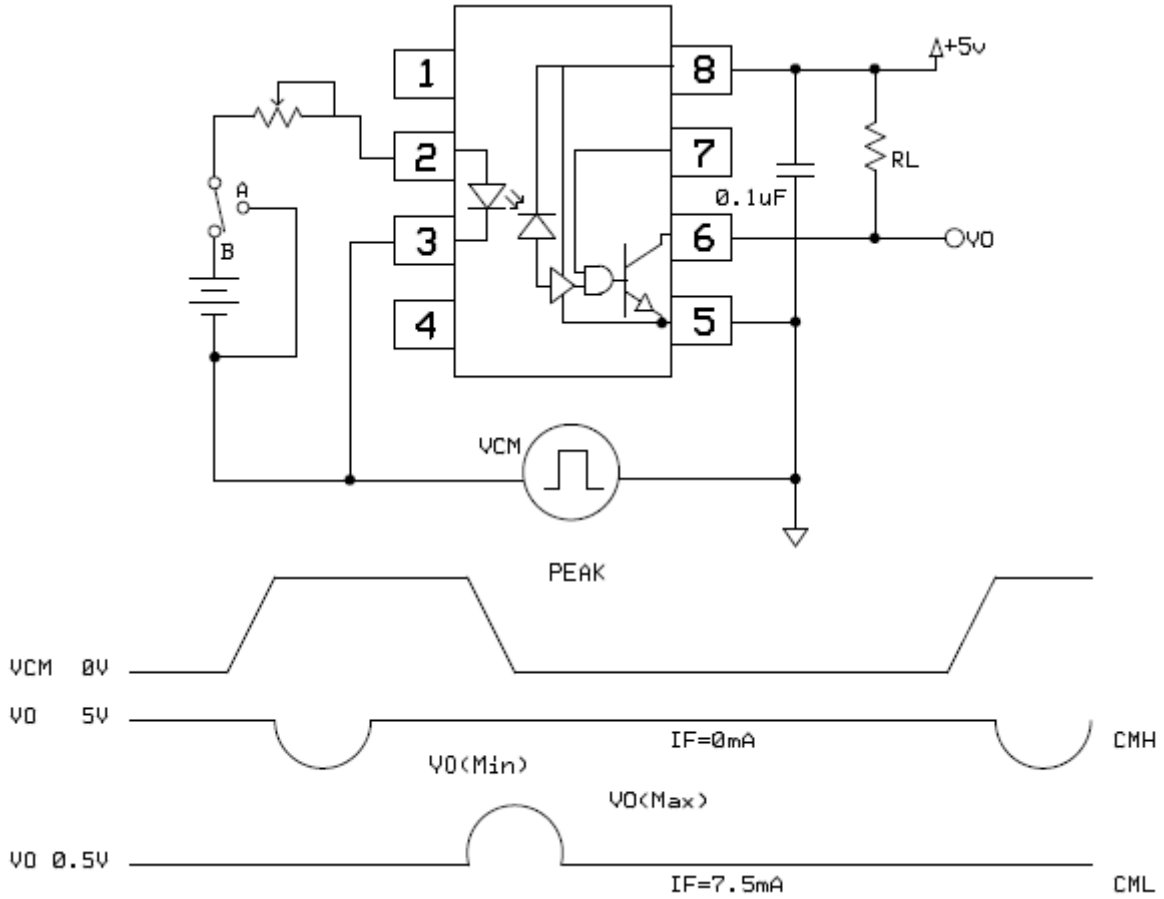 1
8
+5v
2
7
RL
A
0.1uF
3
6
VO
B
4
5
VCM
PEAK
VCM 0V
VO 5V
IF=0mA
CMH
VO(Min)
VO(Max)
VO 0.5V
IF=7.5mA
CML